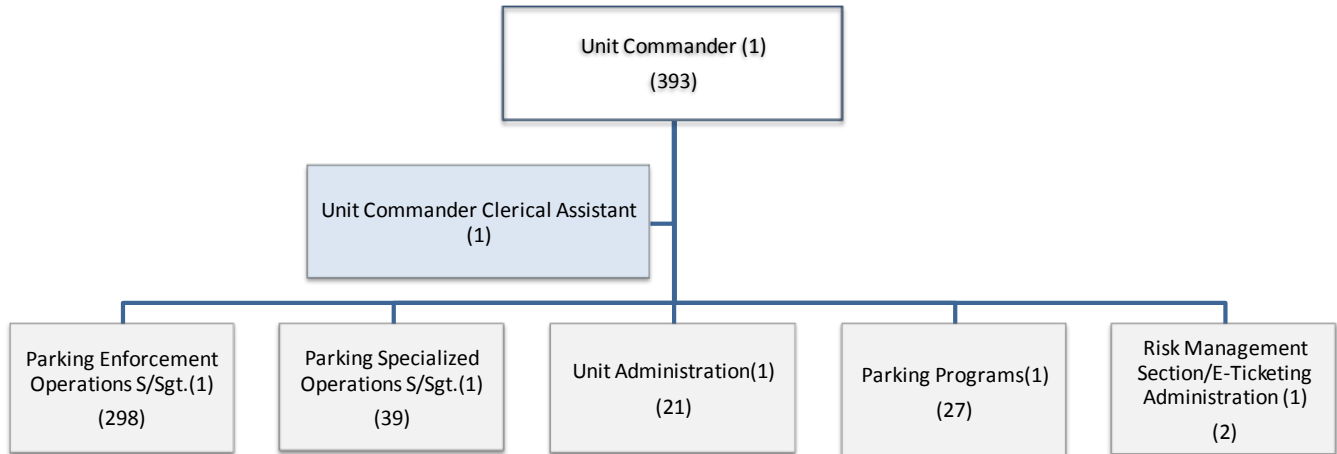 Unit Commander (1)
(393)
Unit Commander Clerical Assistant
(1)
Parking Enforcement
Operations S/Sgt.(1)
(298)
Parking Specialized
Operations S/Sgt.(1)
(39)
Unit Administration(1)
(21)
Parking Programs(1)
(27)
Risk Management
Section/E-Ticketing
Administration (1)
(2)